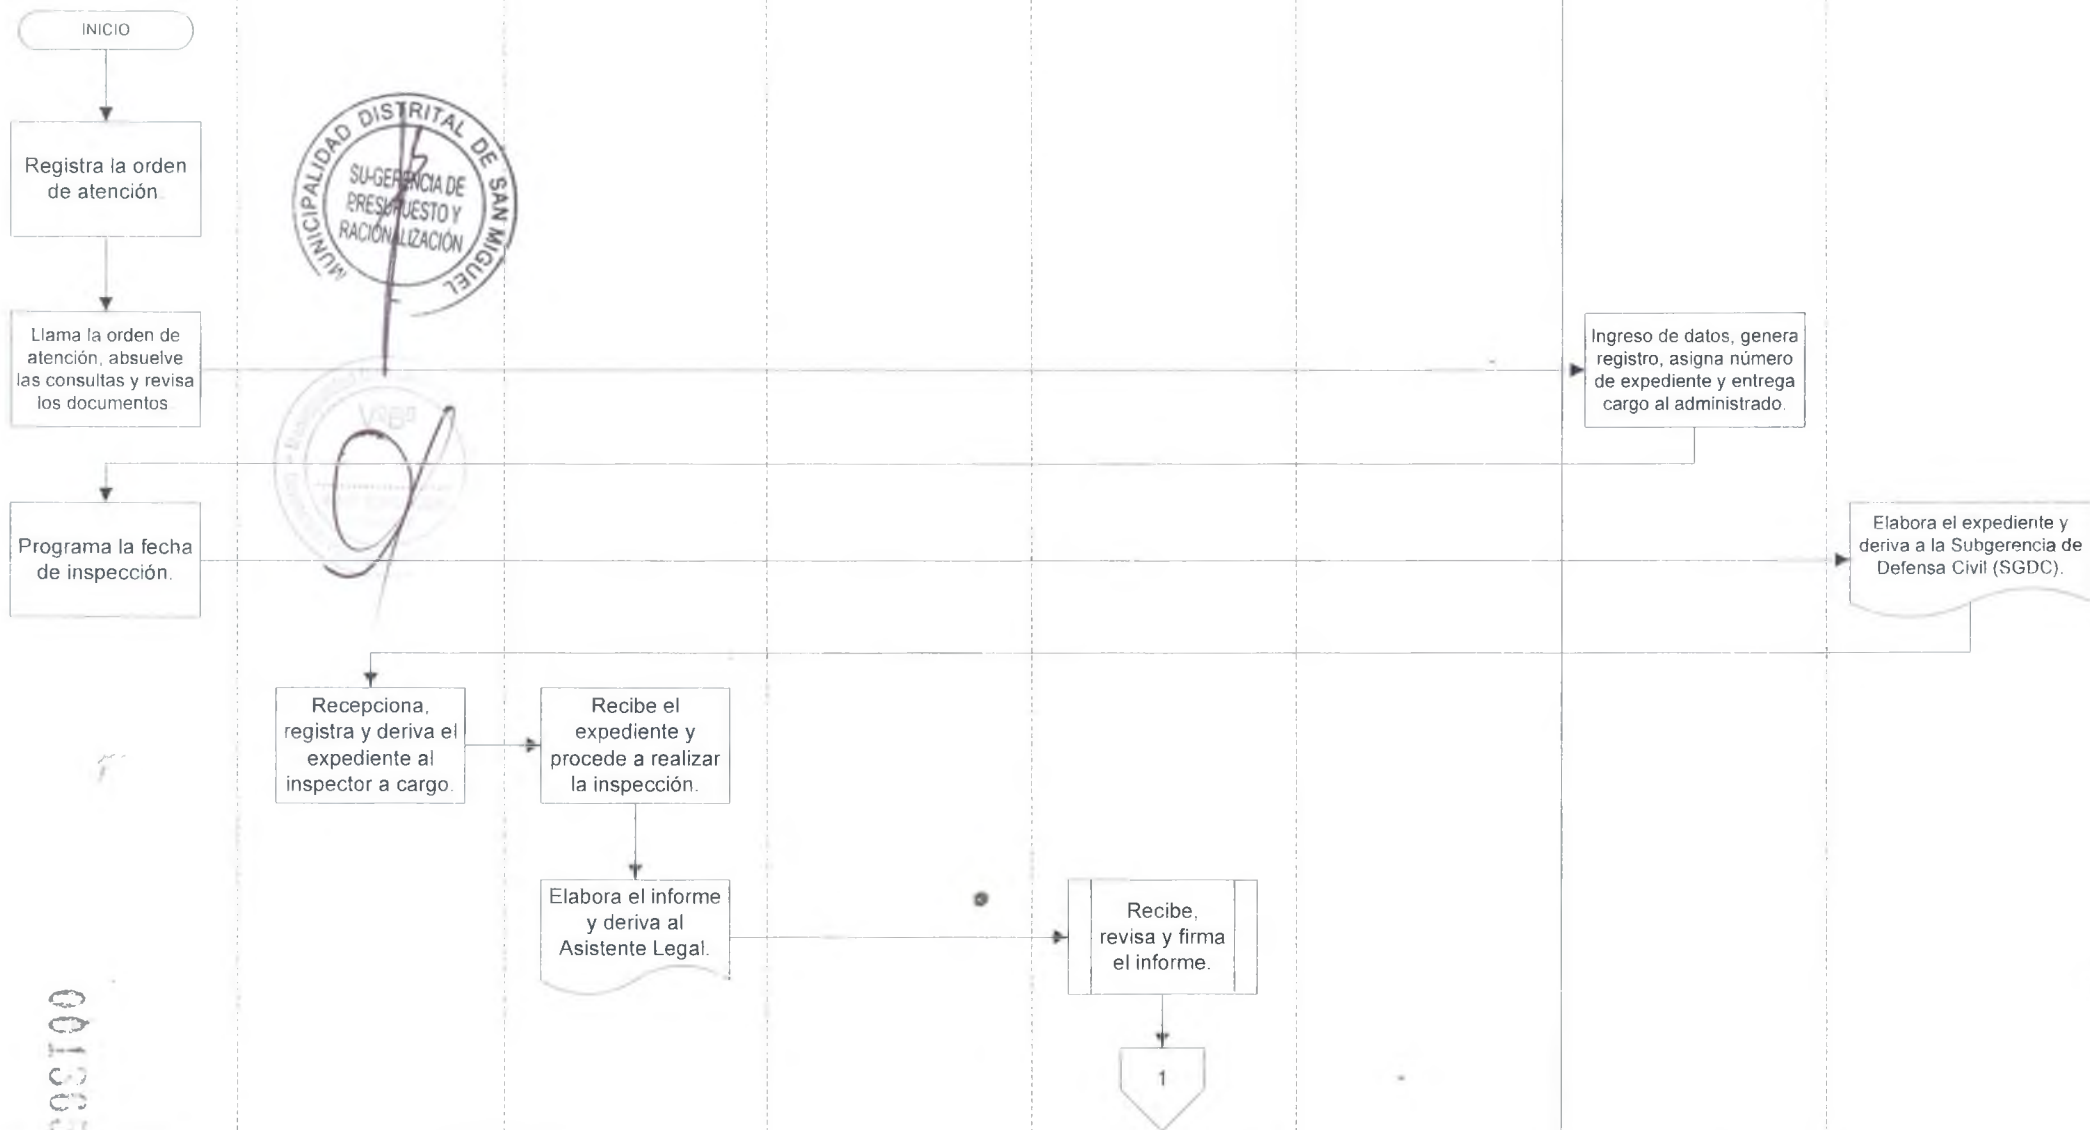 INICIO
Registra la orden
de atención.
MUNICIPALIDAD DISTRITAL DE SAN MIGUEL
SU-GERENCIA DE
PRESUPUESTO Y
RACIONALIZACIÓN
Llama la orden de
atención, absuelve
las consultas y revisa
los documentos.
Ingreso de datos, genera
registro, asigna número
de expediente y entrega
cargo al administrado.
VºBº
Programa la fecha
de inspección.
Elabora el expediente y
deriva a la Subgerencia de
Defensa Civil (SGDC).
Recepciona,
registra y deriva el
expediente al
inspector a cargo.
Recibe el
expediente y
procede a realizar
la inspección.
Elabora el informe
y deriva al
Asistente Legal.
Recibe,
revisa y firma
el informe.
1